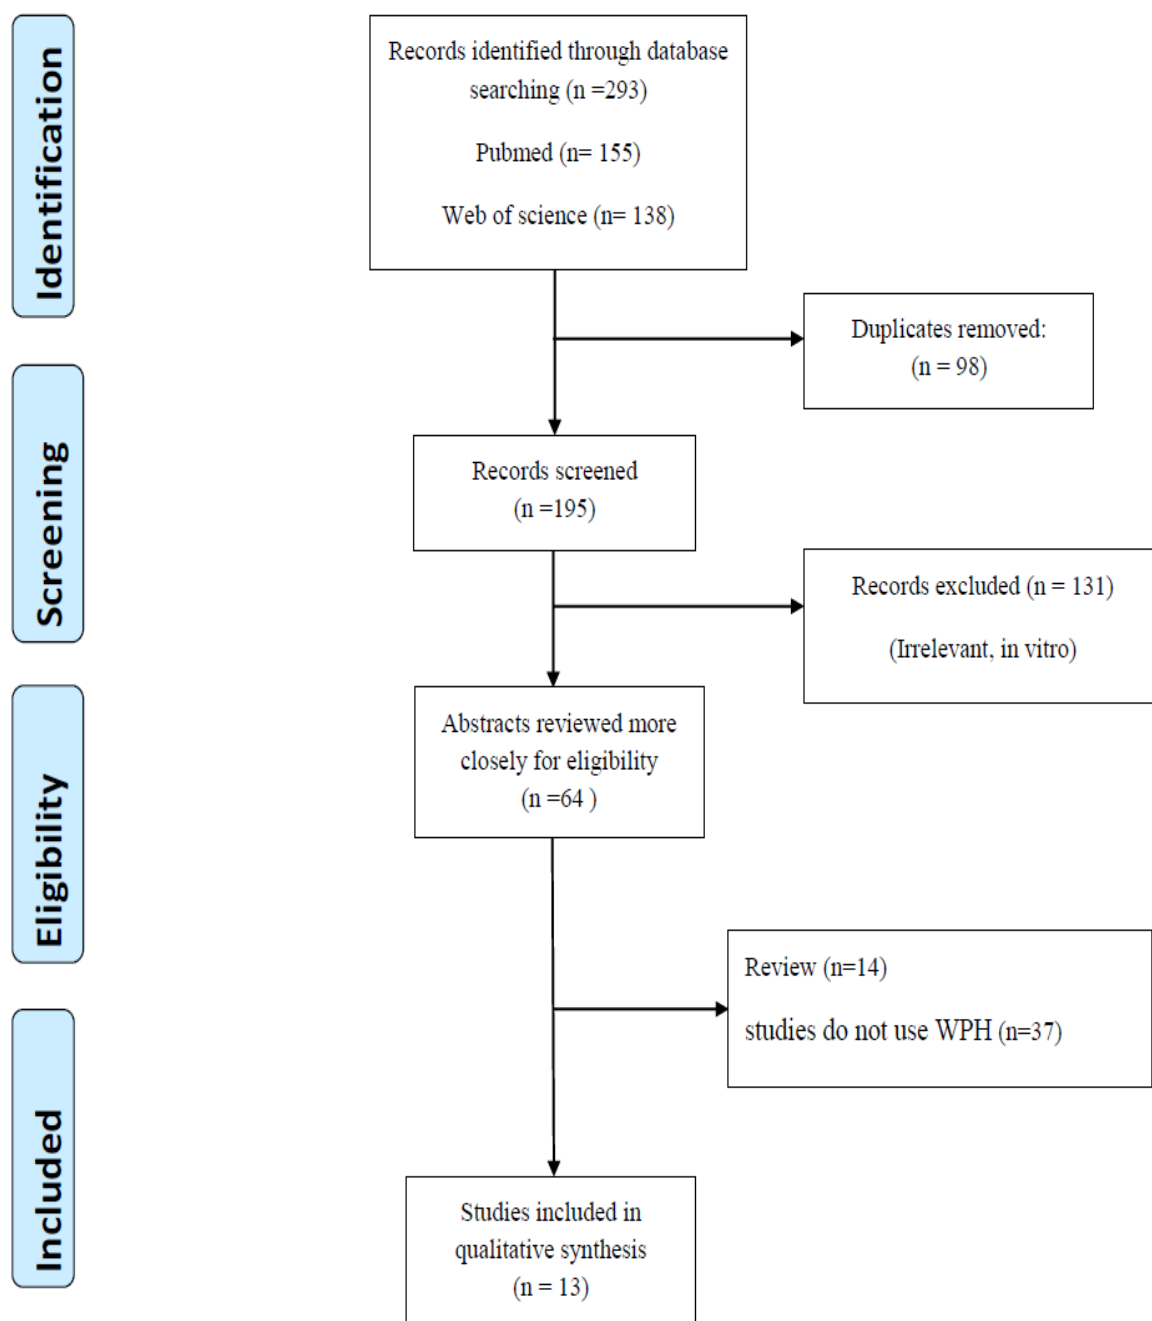 Identification
Records identified through database
searching (n =293)
Pubmed (n= 155)
Web of science (n= 138)
Duplicates removed:
(n = 98)
Screening
Records screened
(n =195)
Records excluded (n = 131)
(Irrelevant, in vitro)
Eligibility
Abstracts reviewed more
closely for eligibility
(n =64 )
Review (n=14)
studies do not use WPH (n=37)
Included
Studies included in
qualitative synthesis
(n = 13)